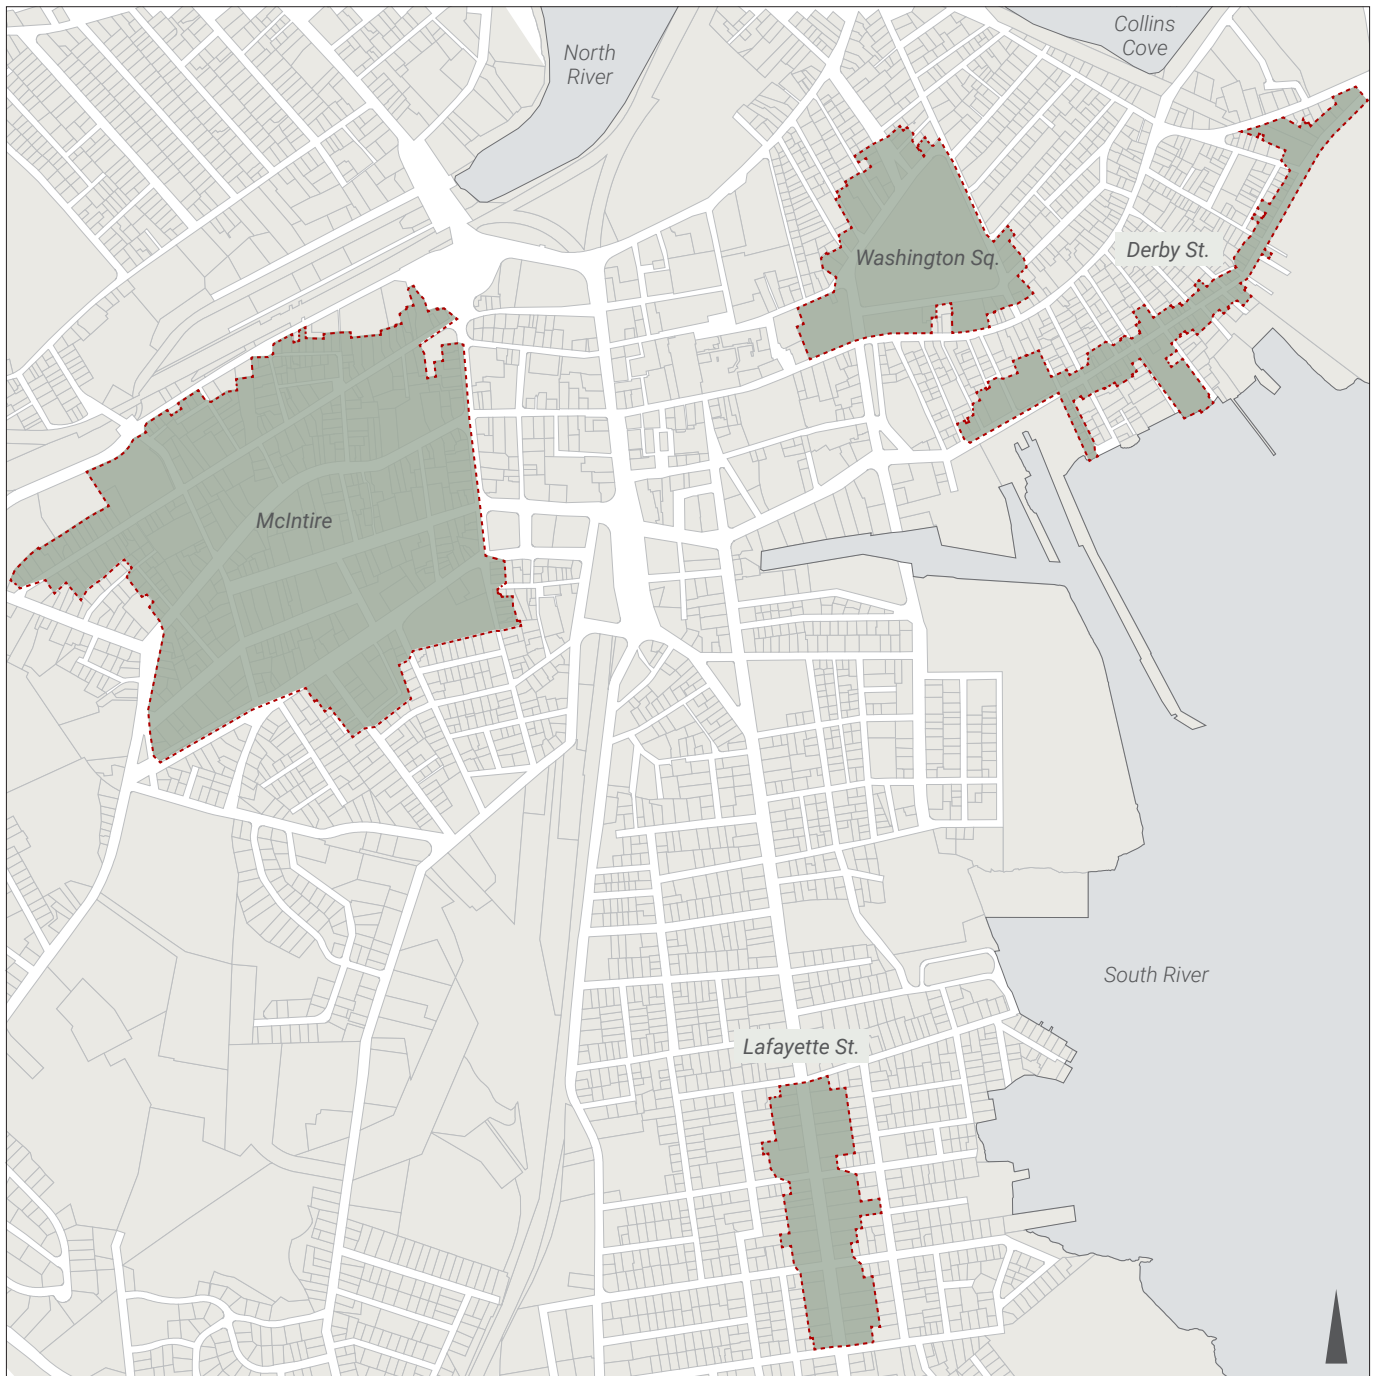 Collins
Cove
North
River
Derby St.
Washington Sq.
McIntire
South River
Lafayette St.